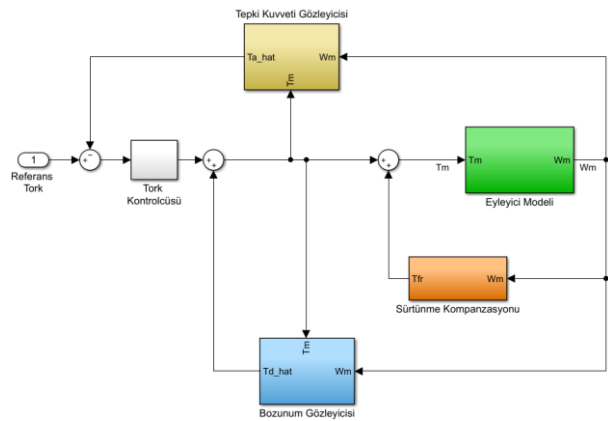 Tepki Kuvveti Gözleyicisi
Ta_hat
Wm
Tm
1
Referans
Tork
Tork
Kontrolcüsü
Tm
Tm
Wm
Wm
Eyleyici Modeli
Tfr
Wm
Sürtünme Kompanzasyonu
Tm
Td_hat
Wm
Bozunum Gözleyicisi